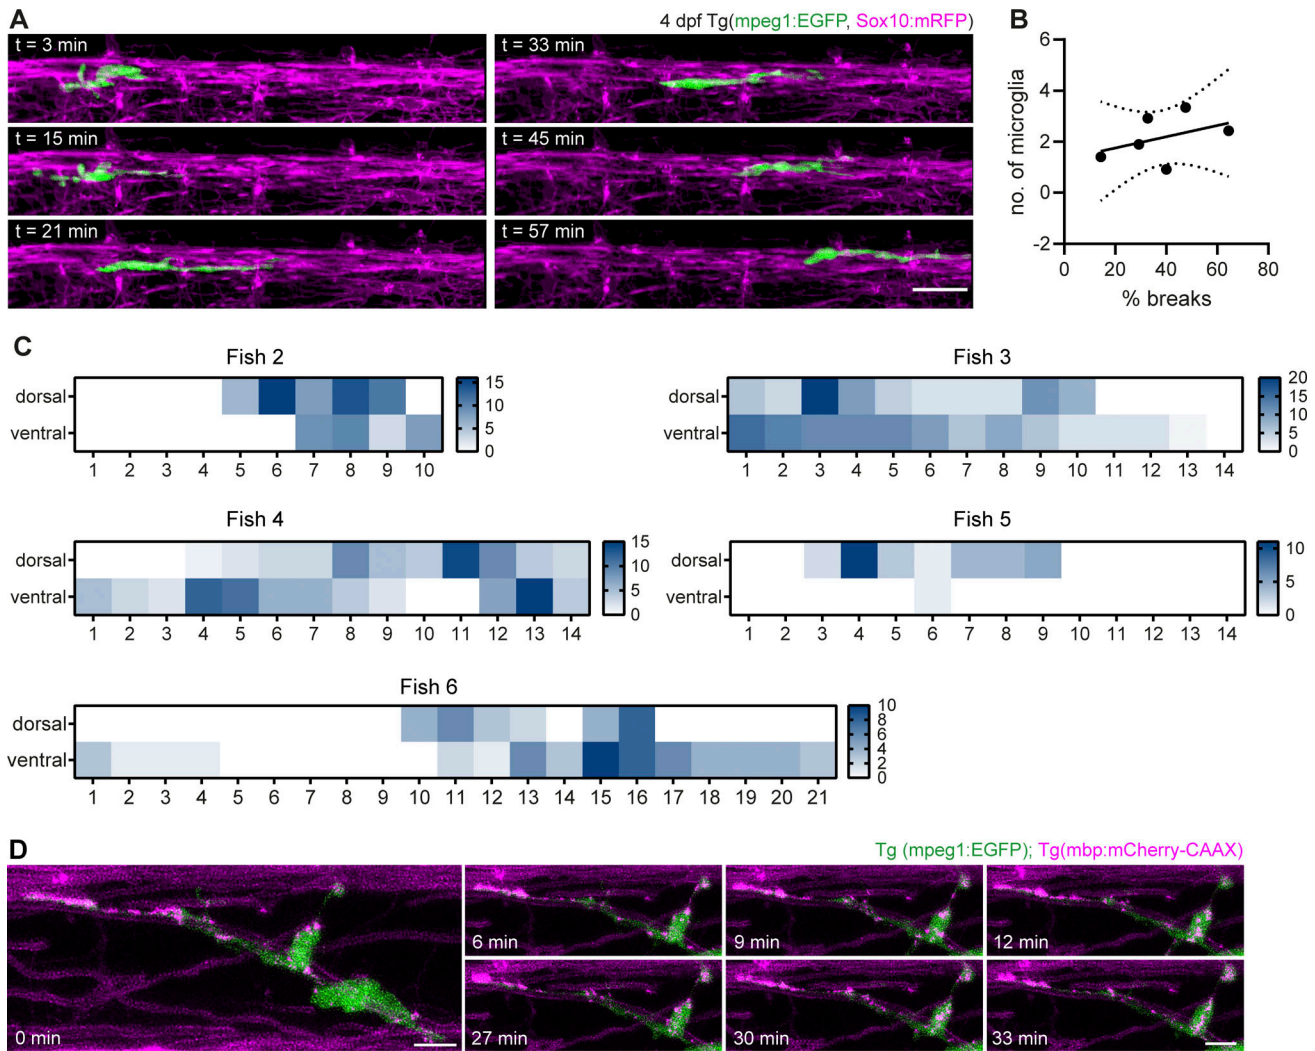 A
4 dpf Tg(mpeg1:EGFP, Sox10:mRFP)
t = 3 min
t = 33 min
t = 15 min
t = 45 min
t = 21 min
t = 57 min
B
no. of microglia
6
4
2
0
-2
0 20 40 60 80
% breaks
C
Fish 2
dorsal
ventral
1 2 3 4 5 6 7 8 9 10
15
10
5
0
Fish 3
dorsal
ventral
1 2 3 4 5 6 7 8 9 10 11 12 13 14
20
15
10
5
0
Fish 4
dorsal
ventral
1 2 3 4 5 6 7 8 9 10 11 12 13 14
15
10
5
0
Fish 5
dorsal
ventral
1 2 3 4 5 6 7 8 9 10 11 12 13 14
10
5
0
Fish 6
dorsal
ventral
1 2 3 4 5 6 7 8 9 10 11 12 13 14 15 16 17 18 19 20 21
10
8
6
4
2
0
D
Tg (mpeg1:EGFP); Tg(mbp:mCherry-CAAX)
0 min
6 min
9 min
12 min
27 min
30 min
33 min